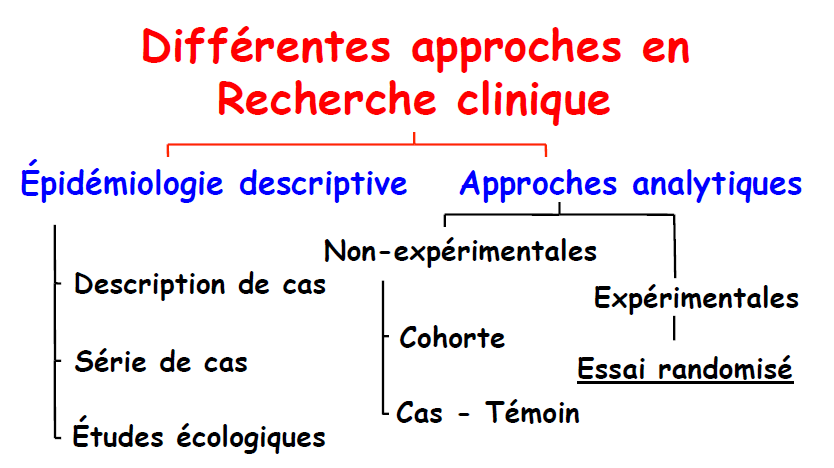 Différentes approches en
Recherche clinique
Épidémiologie descriptive
Approches analytiques
Description de cas
Série de cas
Études écologiques
Non-expérimentales
Cohorte
Cas - Témoin
Expérimentales
Essai randomisé